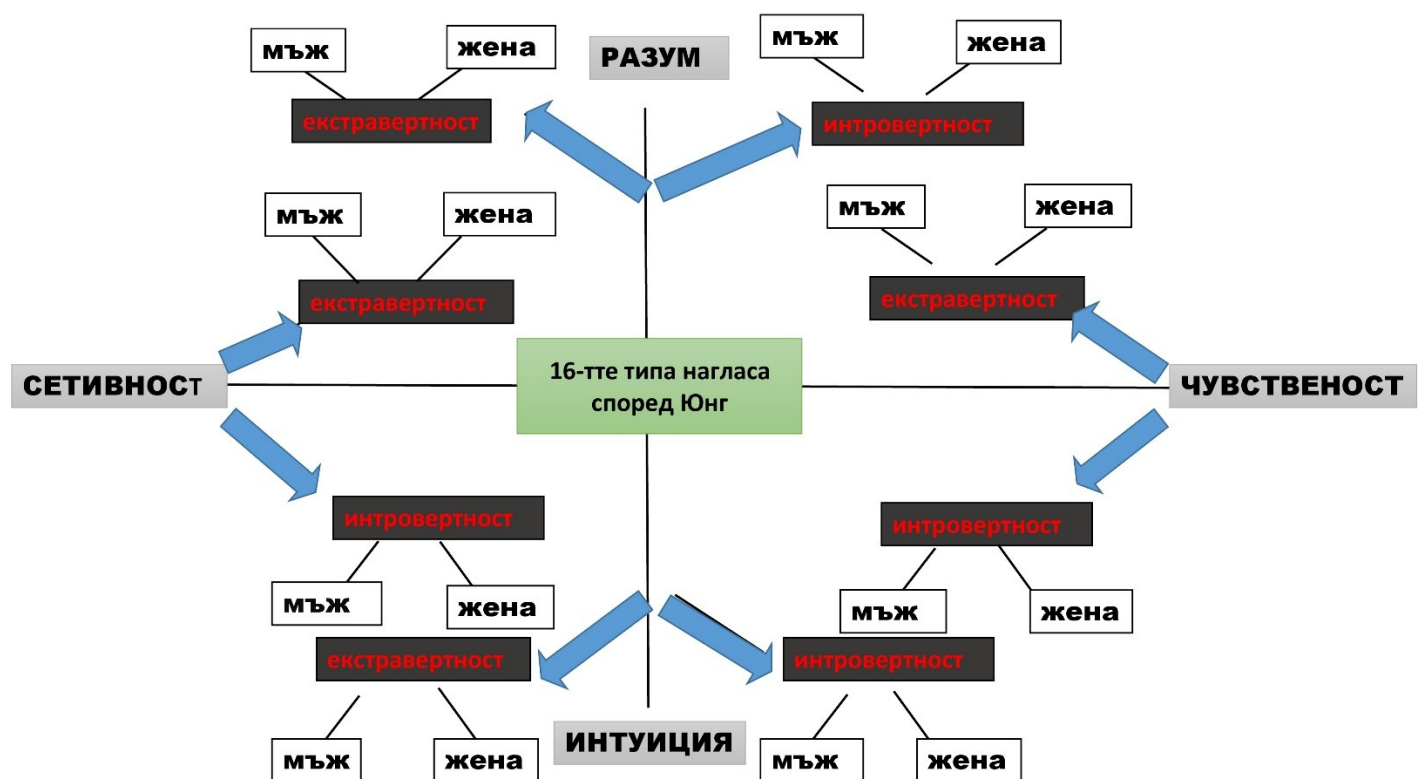 мъж жена РАЗУМ мъж жена
екстравертност интровертност
мъж жена мъж жена
екстравертност екстравертност
СЕТИВНОСт 16-тте типа нагласа ЧУВСТВЕНОСТ
според Юнг
интровертност интровертност
мъж жена мъж жена
екстравертност интровертност
мъж жена ИНТУИЦИЯ мъж жена